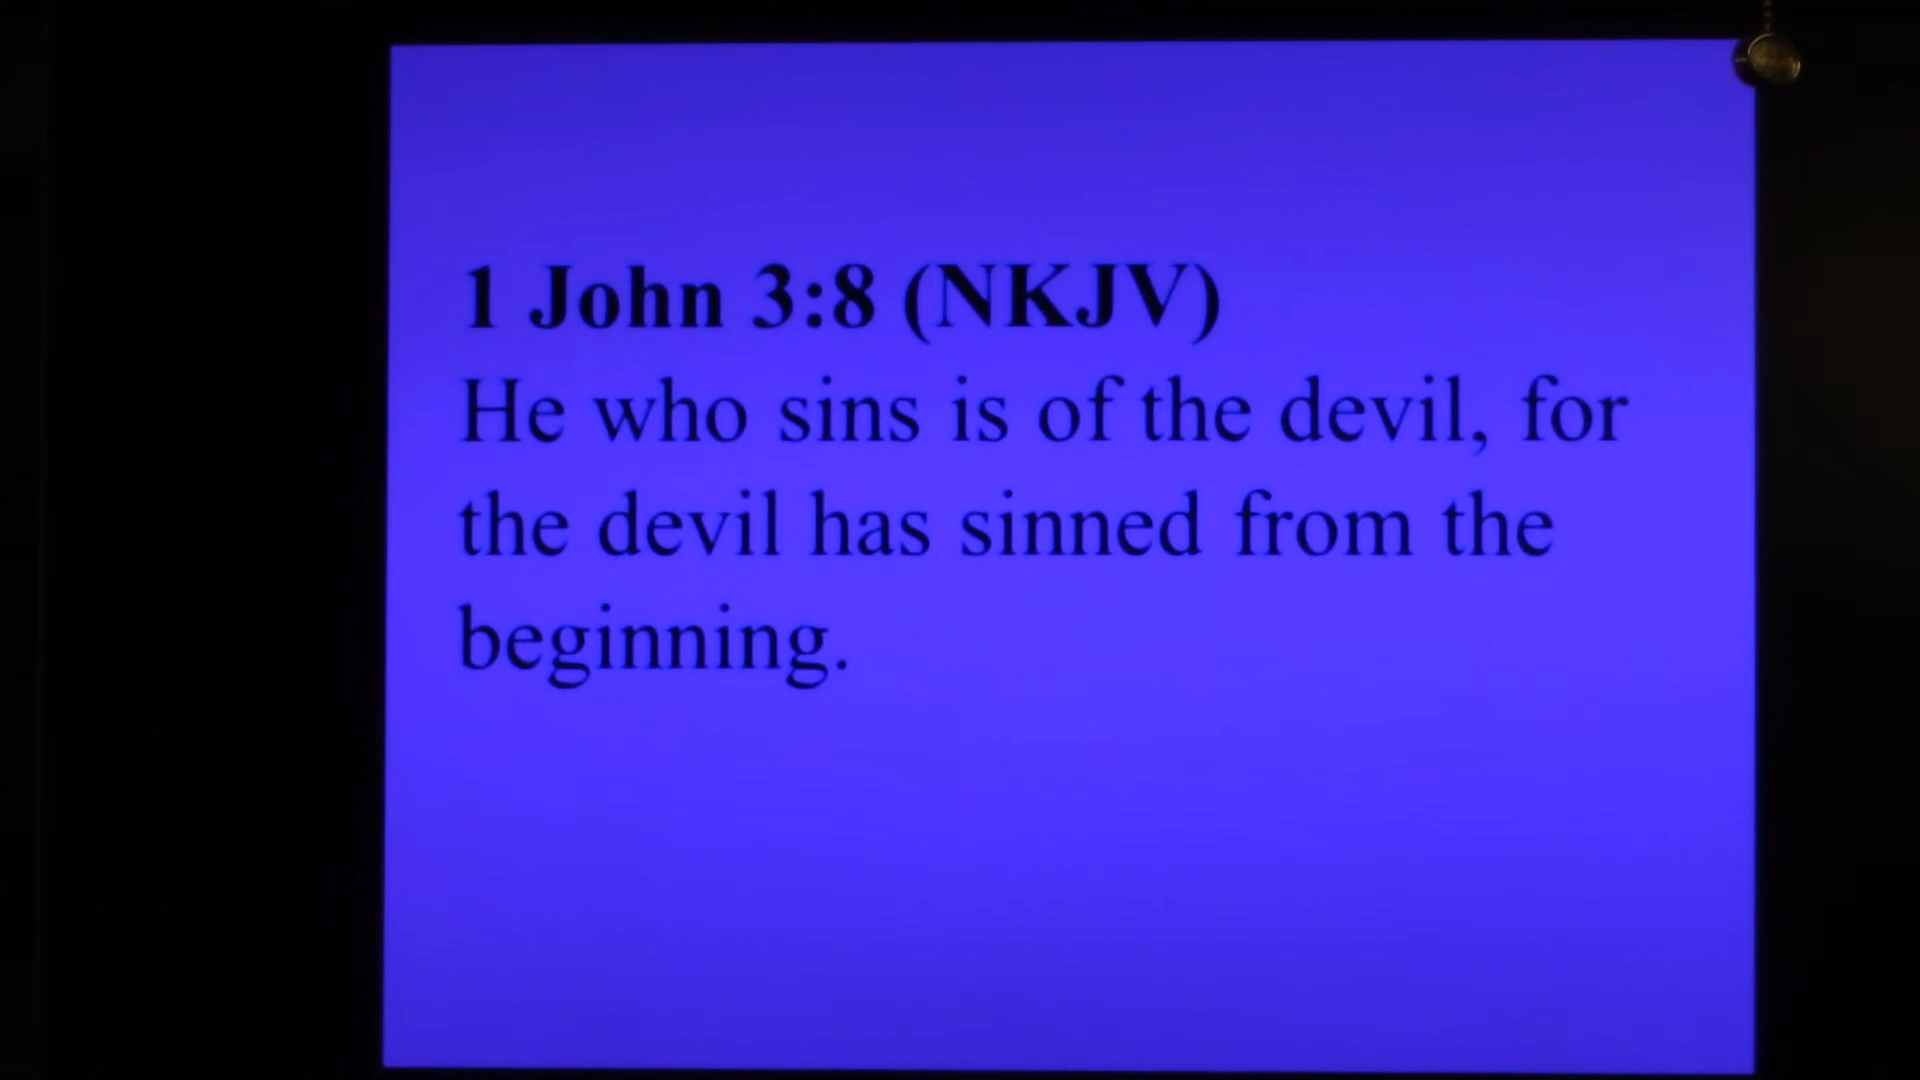 1 John 3:8 (NKJV)
He who sins is of the devil, for
the devil has sinned from the
beginning.